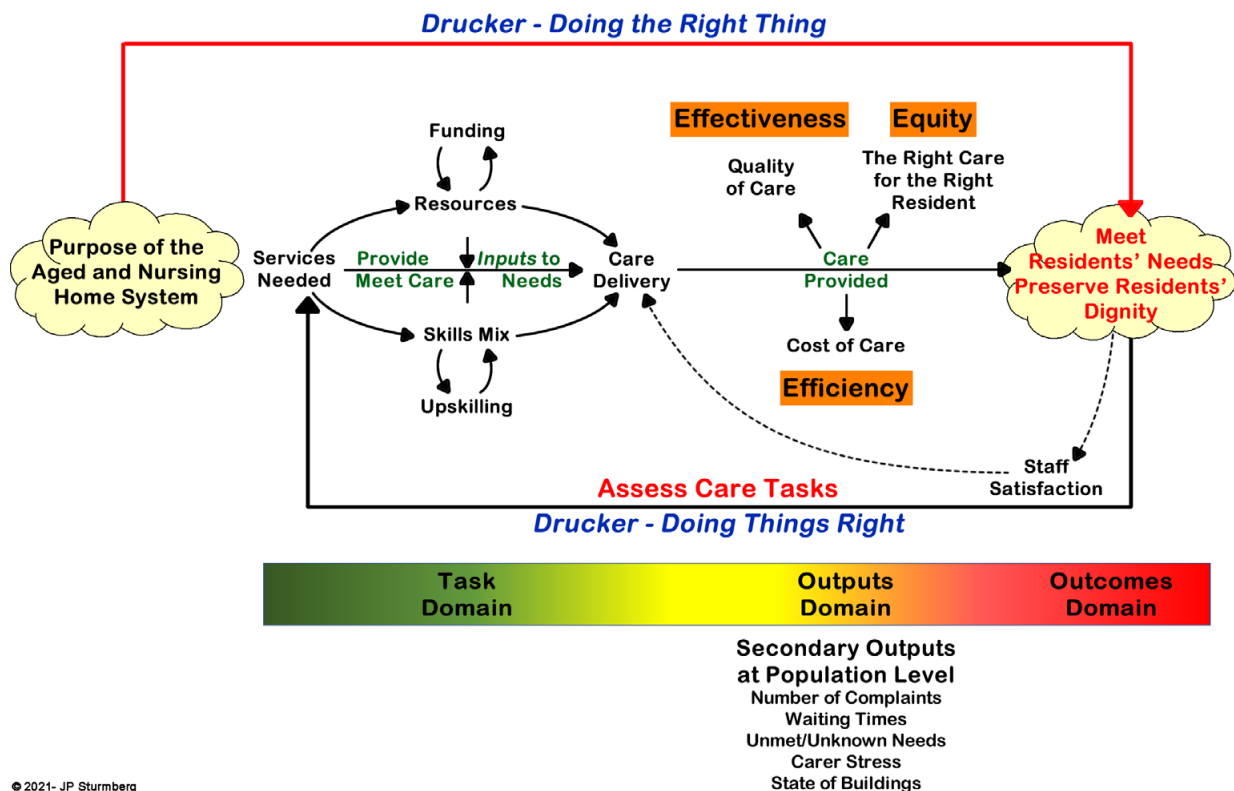 Drucker - Doing the Right Thing
Funding
Resources
Effectiveness
Equity
Quality
of Care
The Right Care
for the Right
Resident
Purpose of the
Aged and Nursing
Home System
Services
Needed
Provide Inputs to
Meet Care Needs
Care
Delivery
Care
Provided
Meet
Residents' Needs
Preserve Residents'
Dignity
Skills Mix
Upskilling
Cost of Care
Efficiency
Staff
Satisfaction
Assess Care Tasks
Drucker - Doing Things Right
Task
Domain
Outputs
Domain
Outcomes
Domain
Secondary Outputs
at Population Level
Number of Complaints
Waiting Times
Unmet/Unknown Needs
Carer Stress
State of Buildings
© 2021- JP Sturmberg